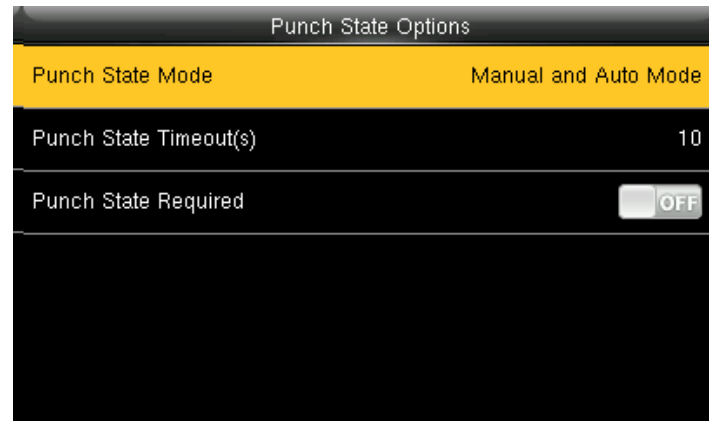 Punch State Options
Punch State Mode Manual and Auto Mode
Punch State Timeout(s) 10
Punch State Required OFF